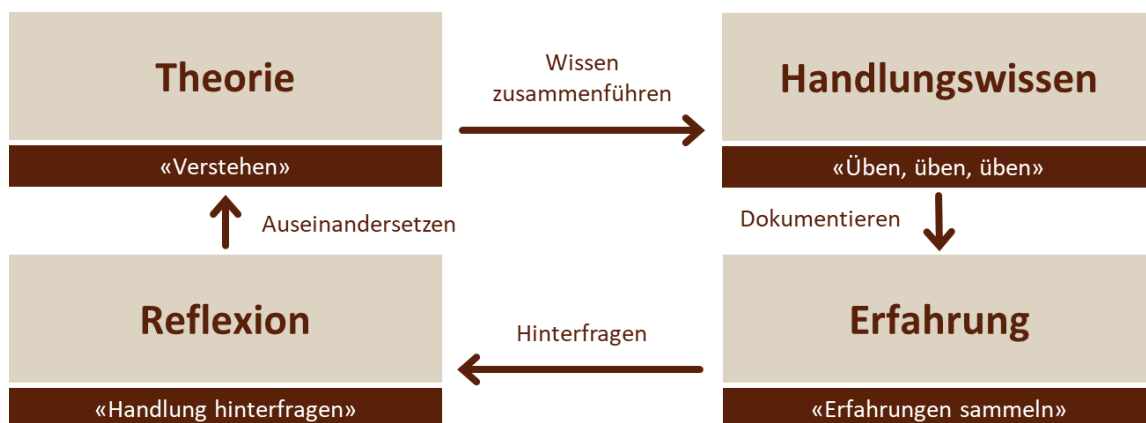 Theorie
Wissen
zusammenführen
Handlungswissen
«Verstehen»
«Üben, üben, üben»
Auseinandersetzen
Dokumentieren
Reflexion
Hinterfragen
Erfahrung
«Handlung hinterfragen»
«Erfahrungen sammeln»